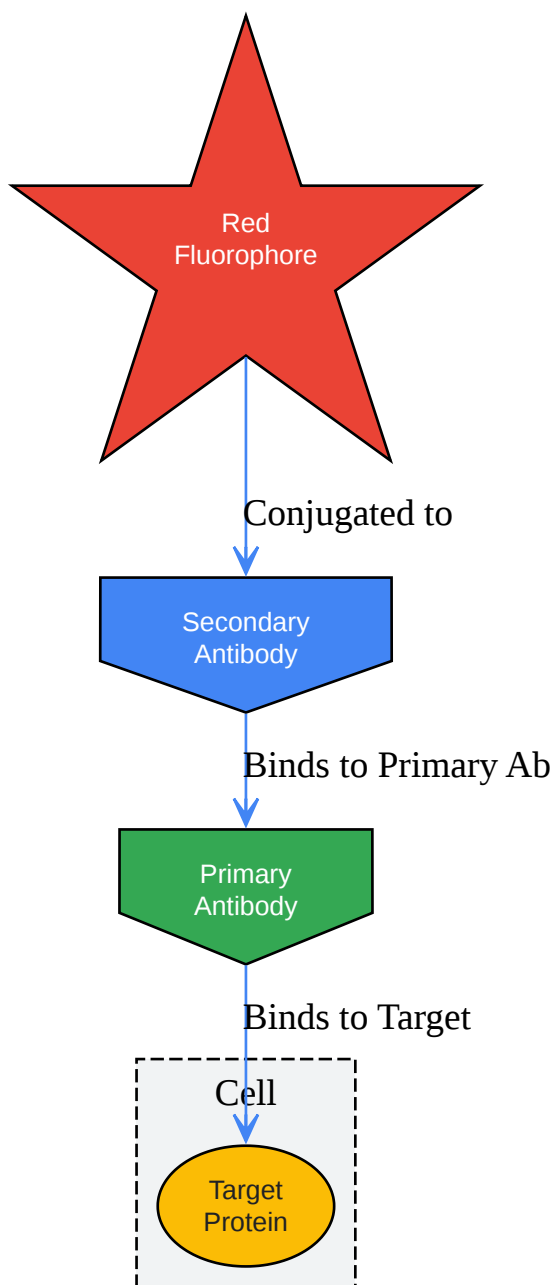 Red
Fluorophore
Conjugated to
Secondary
Antibody
Binds to Primary Ab
Primary
Antibody
Binds to Target
Cell
Target
Protein